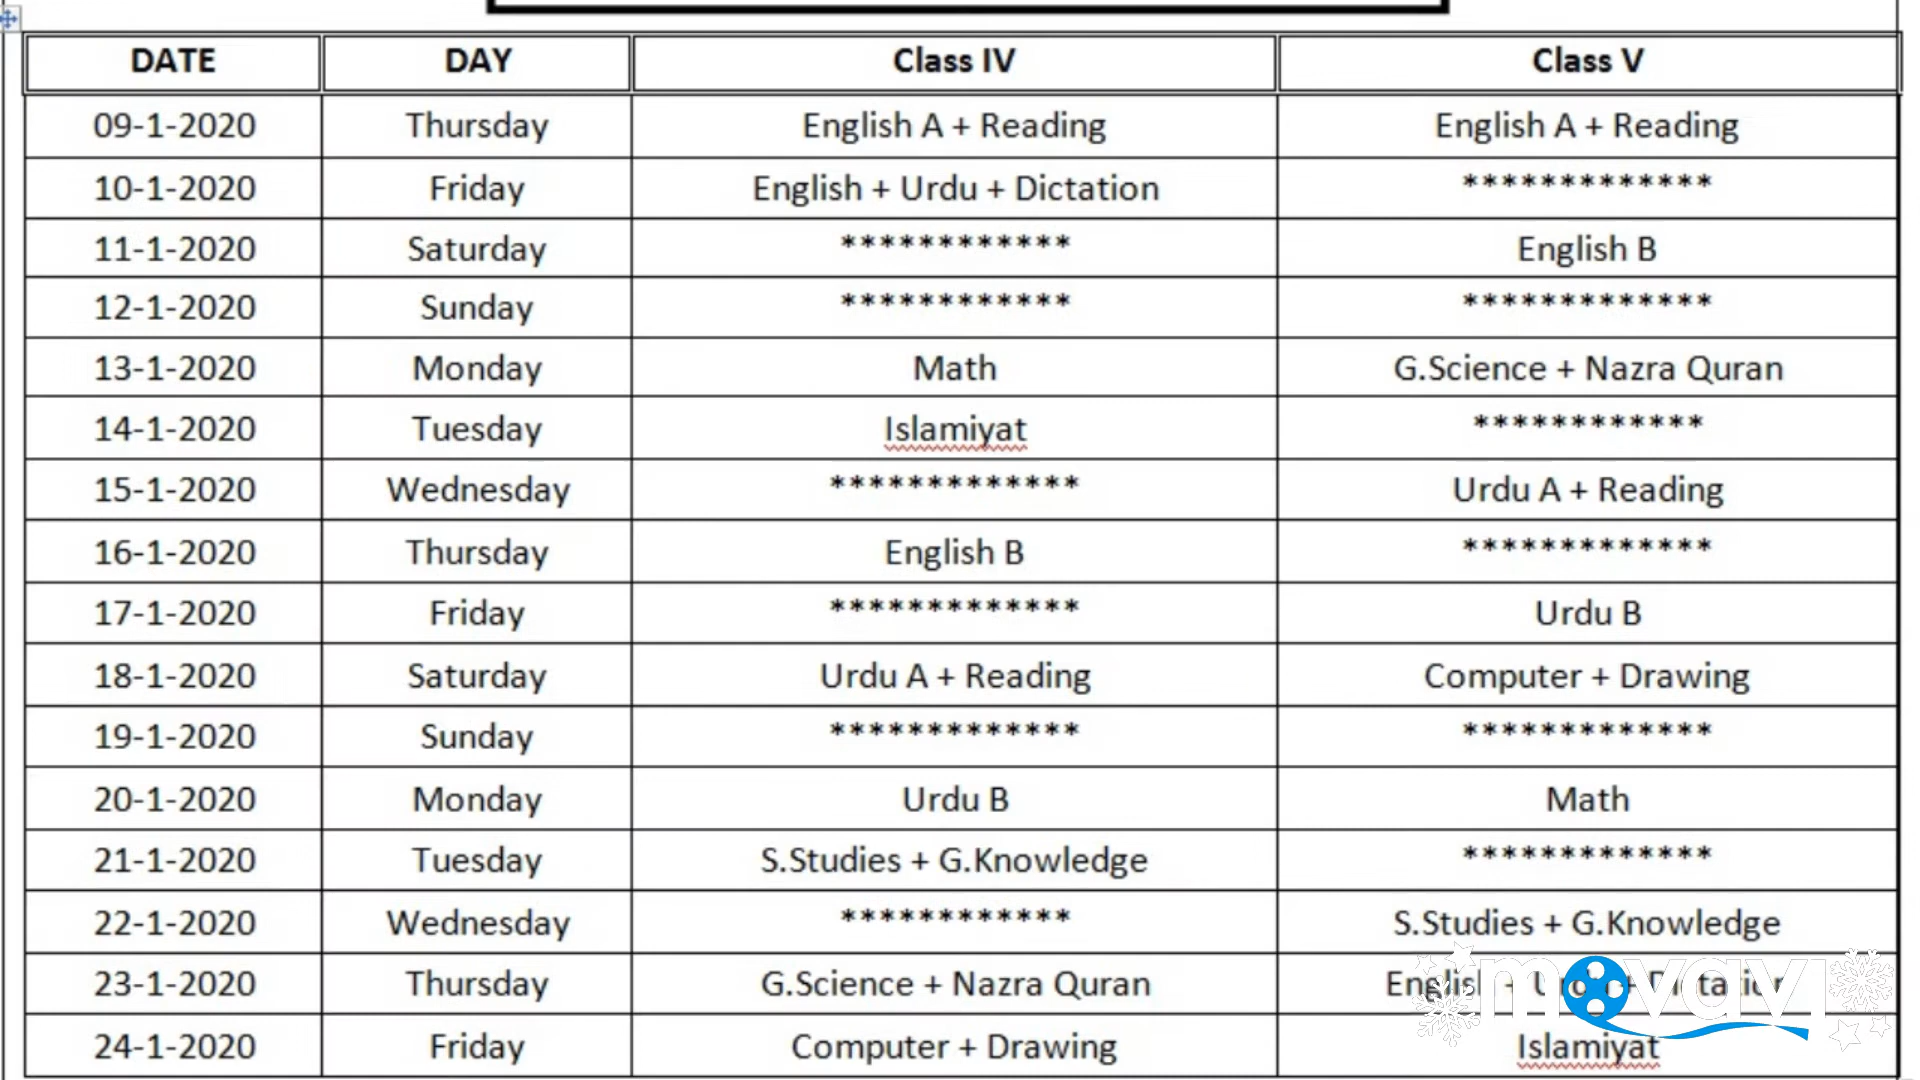 DATE DAY Class IV Class V
09-1-2020 Thursday English A + Reading English A + Reading
10-1-2020 Friday English + Urdu + Dictation *************
11-1-2020 Saturday ************ English B
12-1-2020 Sunday ************ *************
13-1-2020 Monday Math G.Science + Nazra Quran
14-1-2020 Tuesday Islamiyat ************
15-1-2020 Wednesday ************* Urdu A + Reading
16-1-2020 Thursday English B *************
17-1-2020 Friday ************* Urdu B
18-1-2020 Saturday Urdu A + Reading Computer + Drawing
19-1-2020 Sunday ************* *************
20-1-2020 Monday Urdu B Math
21-1-2020 Tuesday S.Studies + G.Knowledge *************
22-1-2020 Wednesday ************ S.Studies + G.Knowledge
23-1-2020 Thursday G.Science + Nazra Quran English + Urdu + Dictation
24-1-2020 Friday Computer + Drawing Islamiyat
movavi